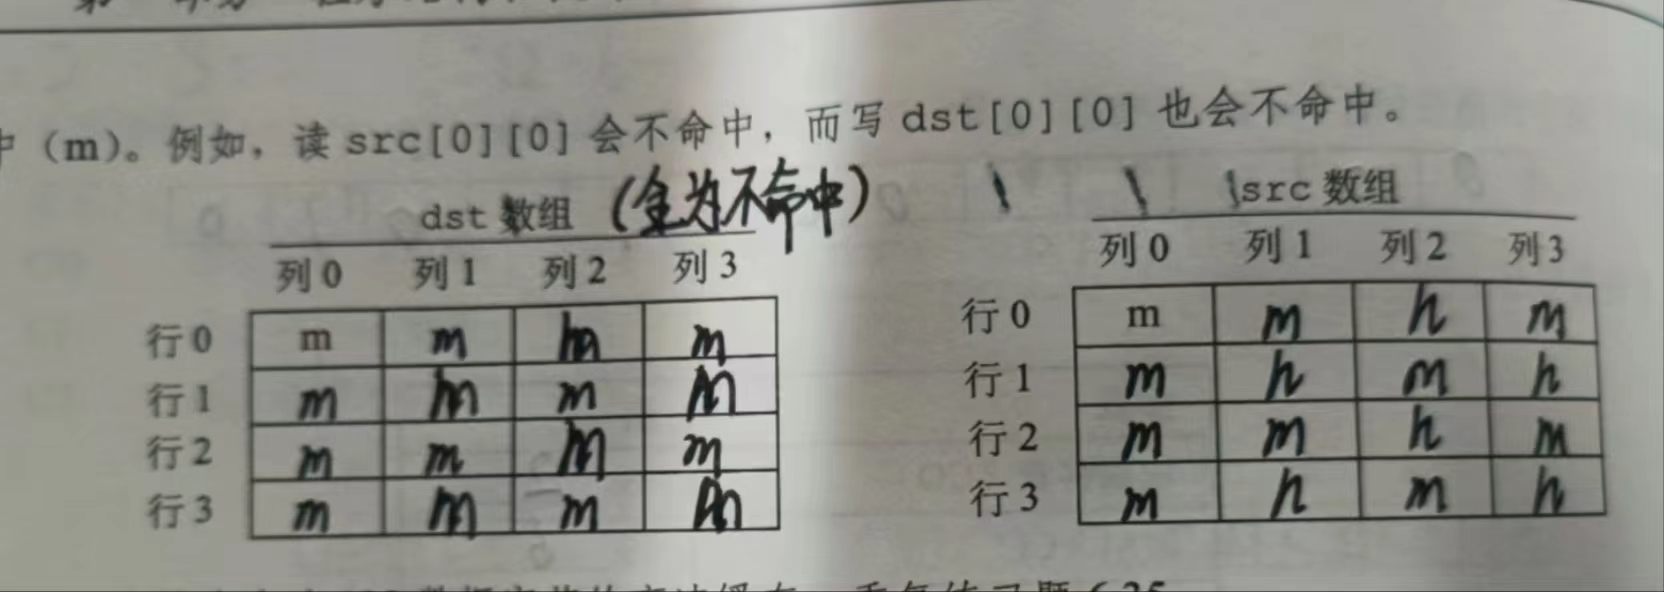 （m）。例如，读 src[0][0] 会不命中，而写 dst[0][0] 也会不命中。
dst 数组 （全为不命中） src 数组
列 0 列 1 列 2 列 3 列 0 列 1 列 2 列 3
行 0 m m m m 行 0 m m h m
行 1 m m m m 行 1 m h m h
行 2 m m m m 行 2 m m h m
行 3 m m m m 行 3 m h m h